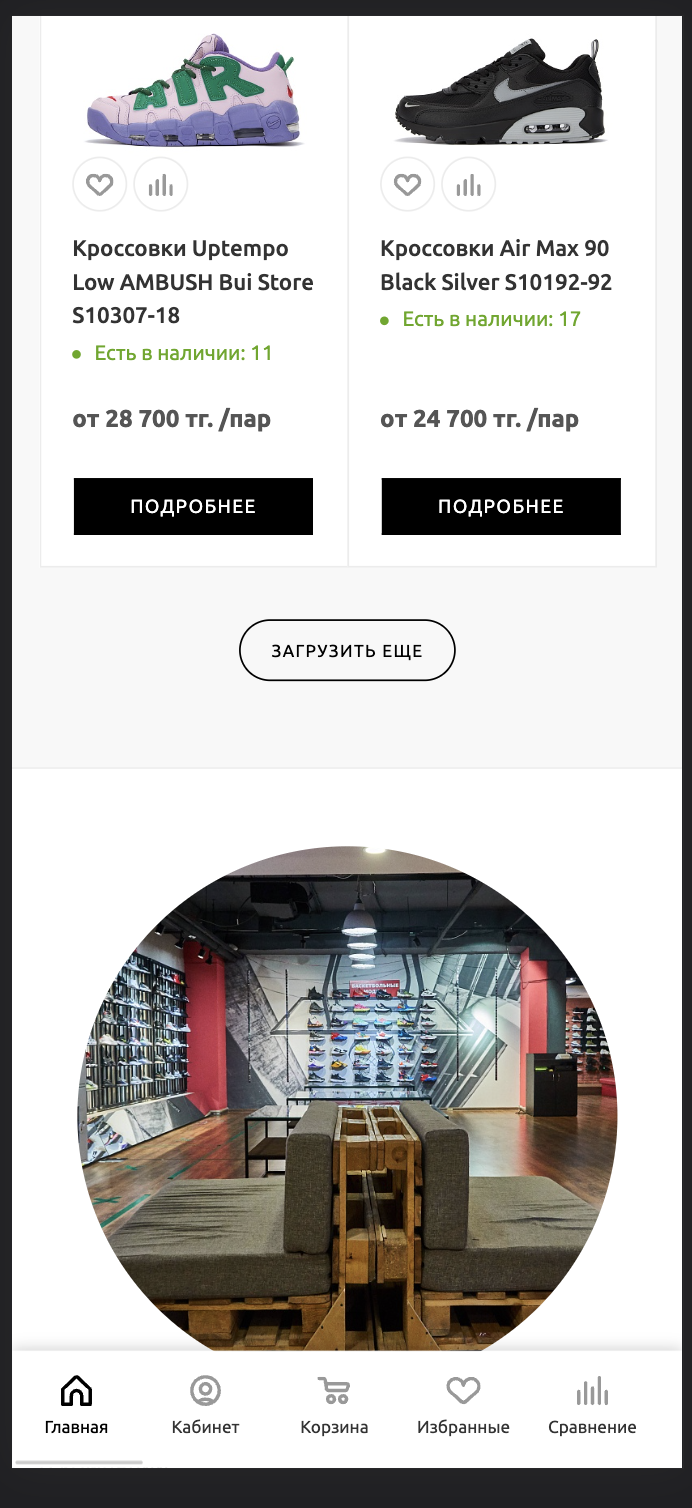 AIR
Кроссовки Uptempo
Low AMBUSH Bui Store
S10307-18
Есть в наличии: 11
от 28 700 тг. /пар
ПОДРОБНЕЕ
Кроссовки Air Max 90
Black Silver S10192-92
Есть в наличии: 17
от 24 700 тг. /пар
ПОДРОБНЕЕ
ЗАГРУЗИТЬ ЕЩЕ
БАСКЕТБОЛЬНЫЕ
Главная
Кабинет
Корзина
Избранные
Сравнение